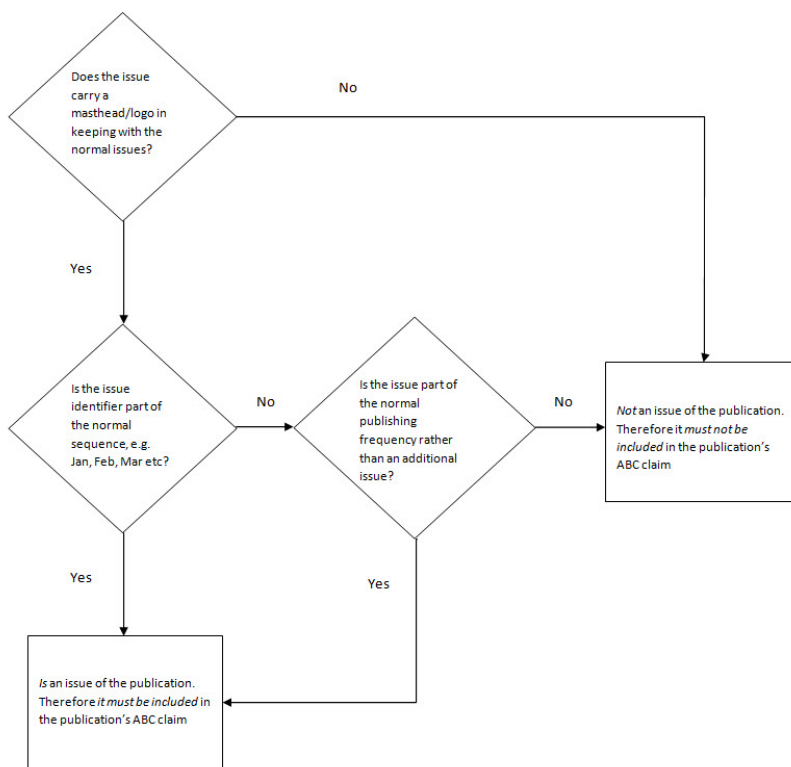 Does the issue
carry a
masthead/logo in
keeping with the
normal issues?
No
Yes
Is the issue
identifier part of
the normal
sequence, e.g.
Jan, Feb, Mar etc?
No
Is the issue part of
the normal
publishing
frequency rather
than an additional
issue?
No
Not an issue of the publication.
Therefore it must not be
included in the publication's
ABC claim
Yes
Yes
Is an issue of the publication.
Therefore it must be included in
the publication's ABC claim